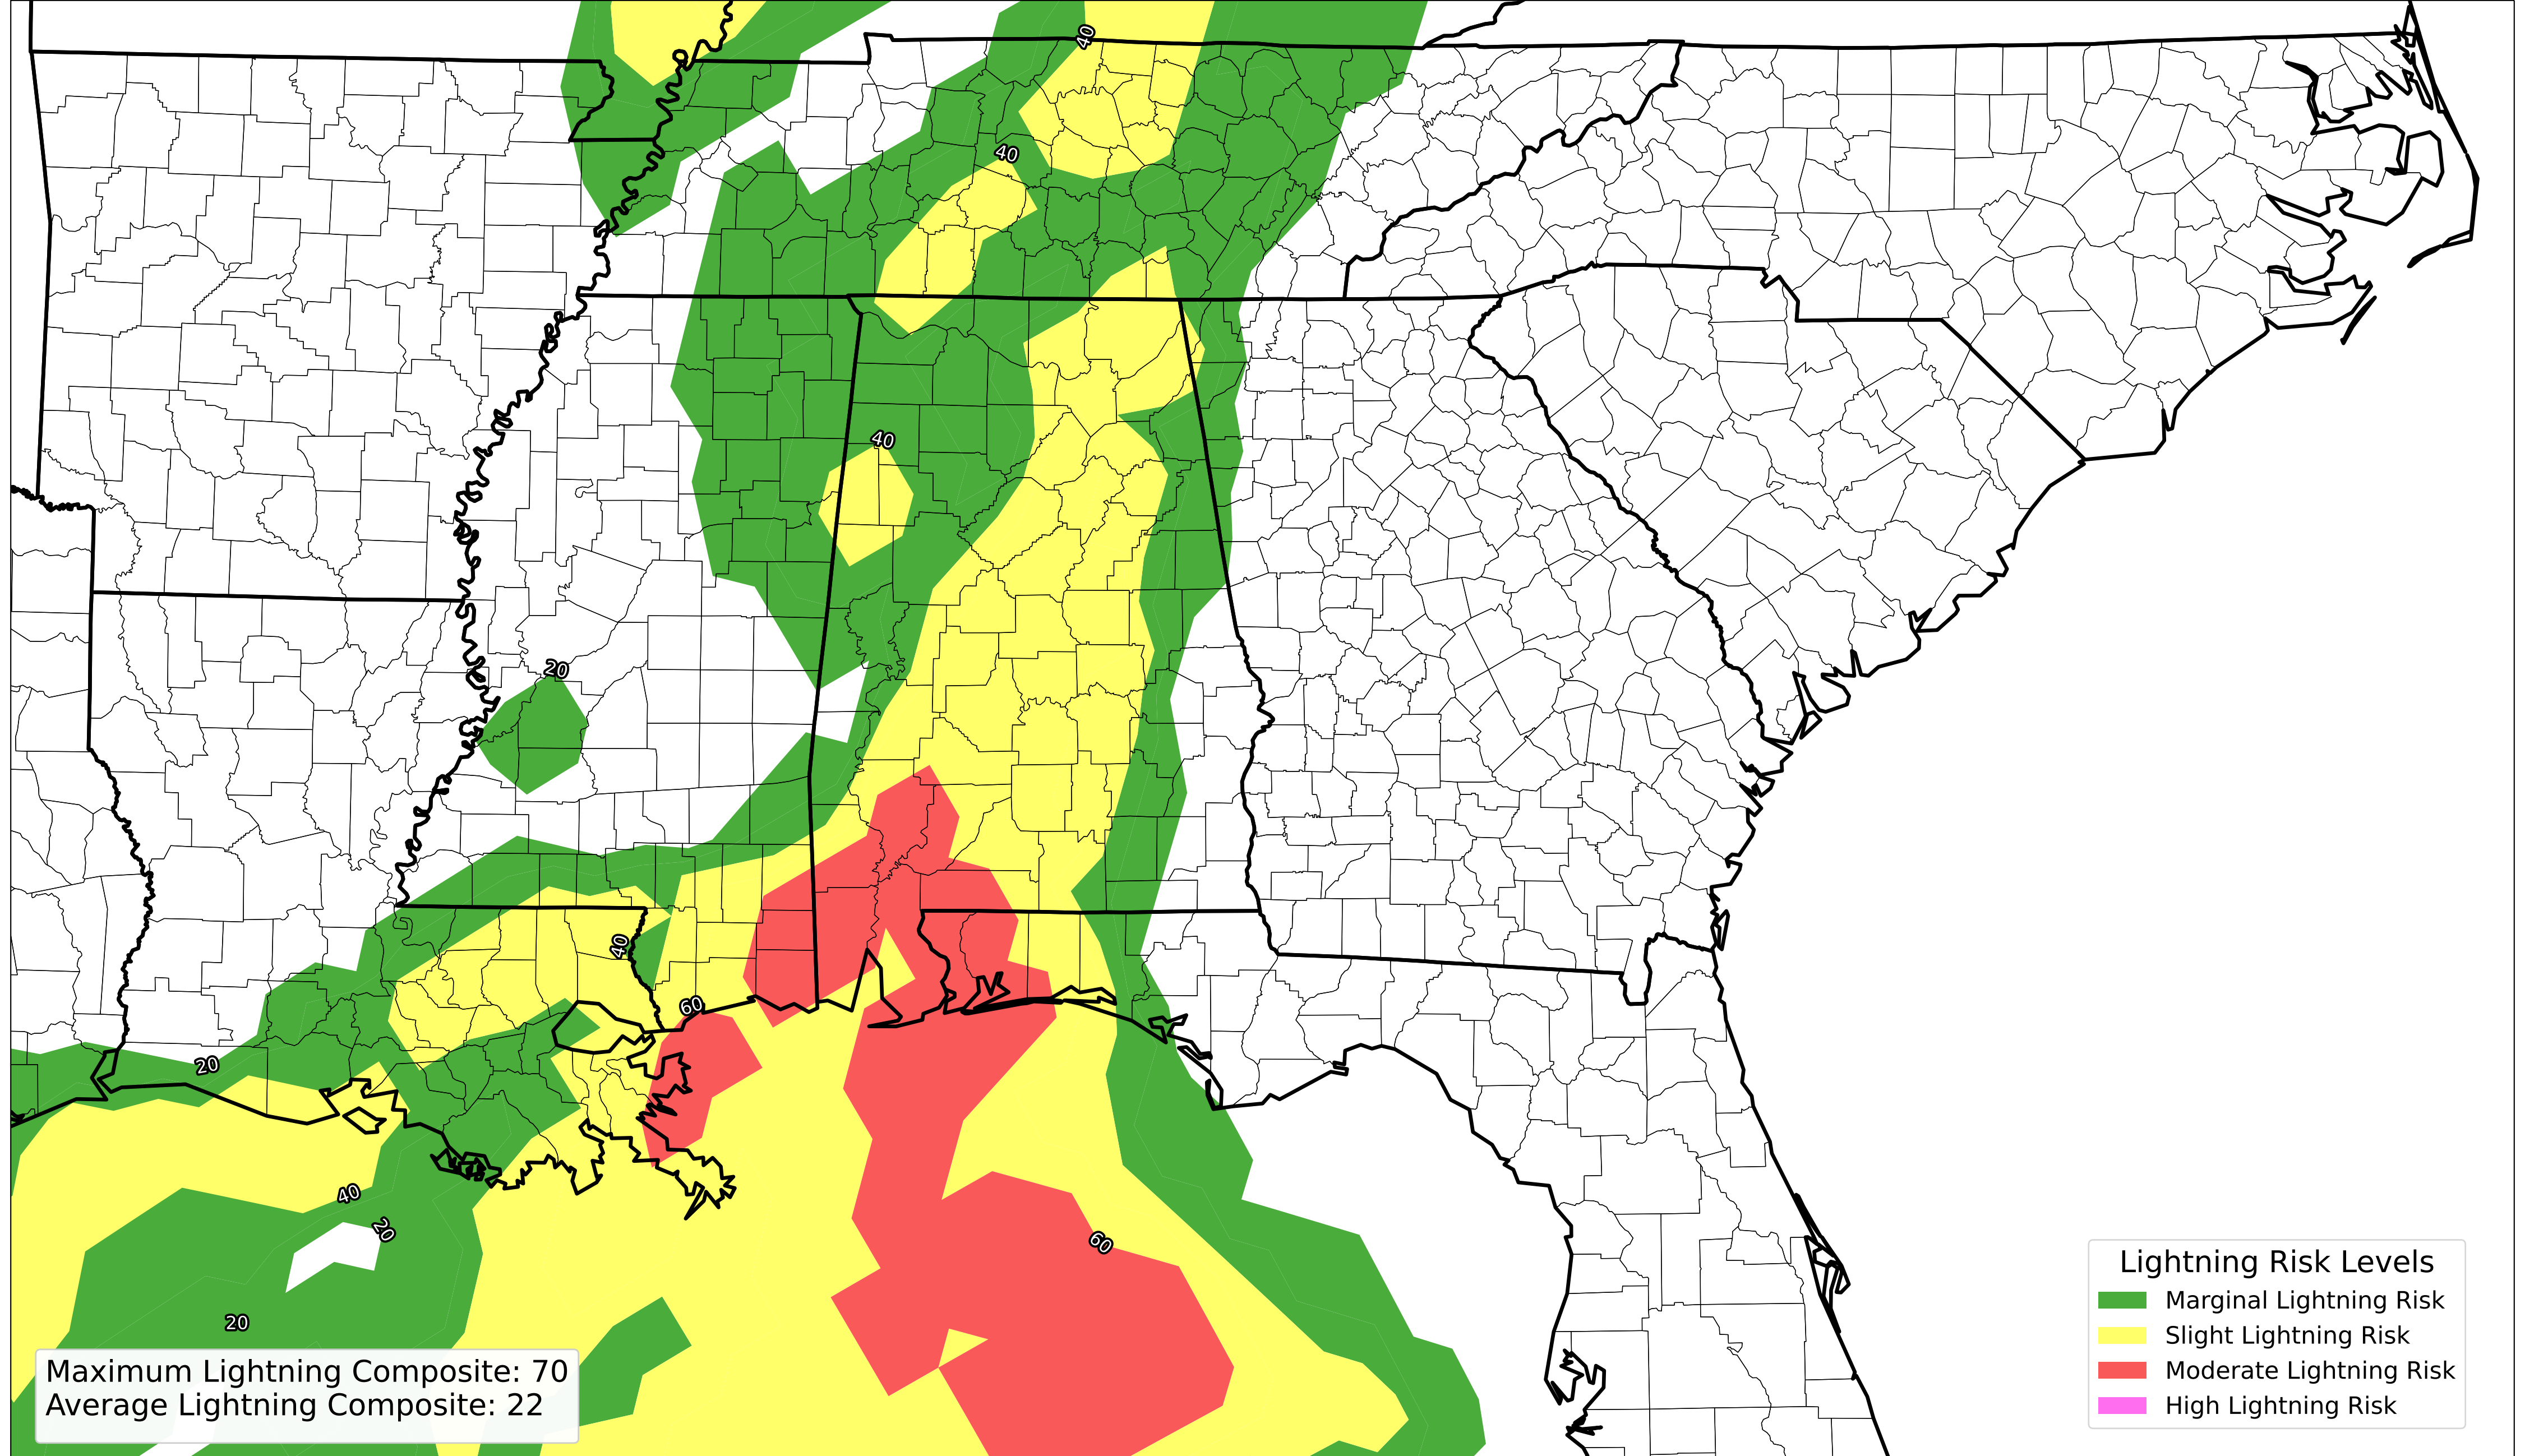 40
40
40
20
40
60
20
40
20
60
20
Lightning Risk Levels
Marginal Lightning Risk
Slight Lightning Risk
Moderate Lightning Risk
High Lightning Risk
Maximum Lightning Composite: 70
Average Lightning Composite: 22